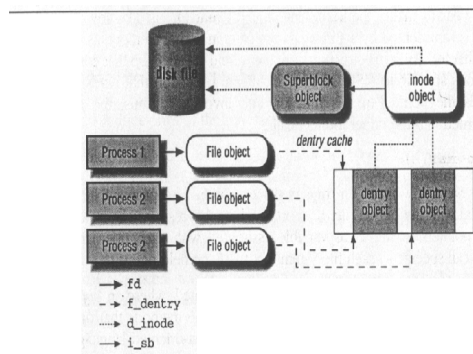 disk file
Superblock
object
inode
object
dentry cache
Process 1
File object
Process 2
File object
Process 2
File object
dentry
object
dentry
object
fd
f_dentry
d_inode
i_sb